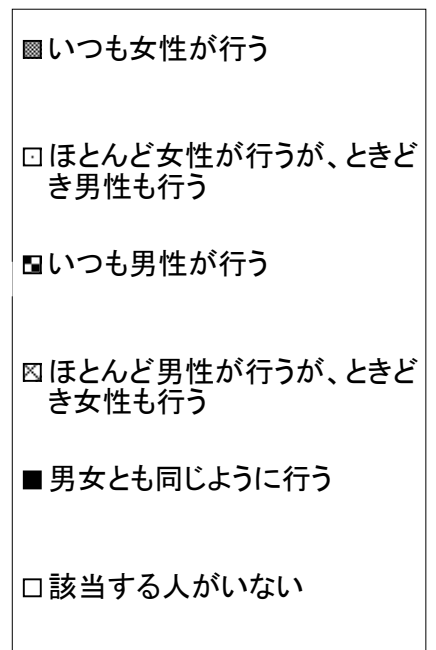 いつも女性が行う
ほとんど女性が行うが、ときど
き男性も行う
いつも男性が行う
ほとんど男性が行うが、ときど
き女性も行う
男女とも同じように行う
該当する人がいない